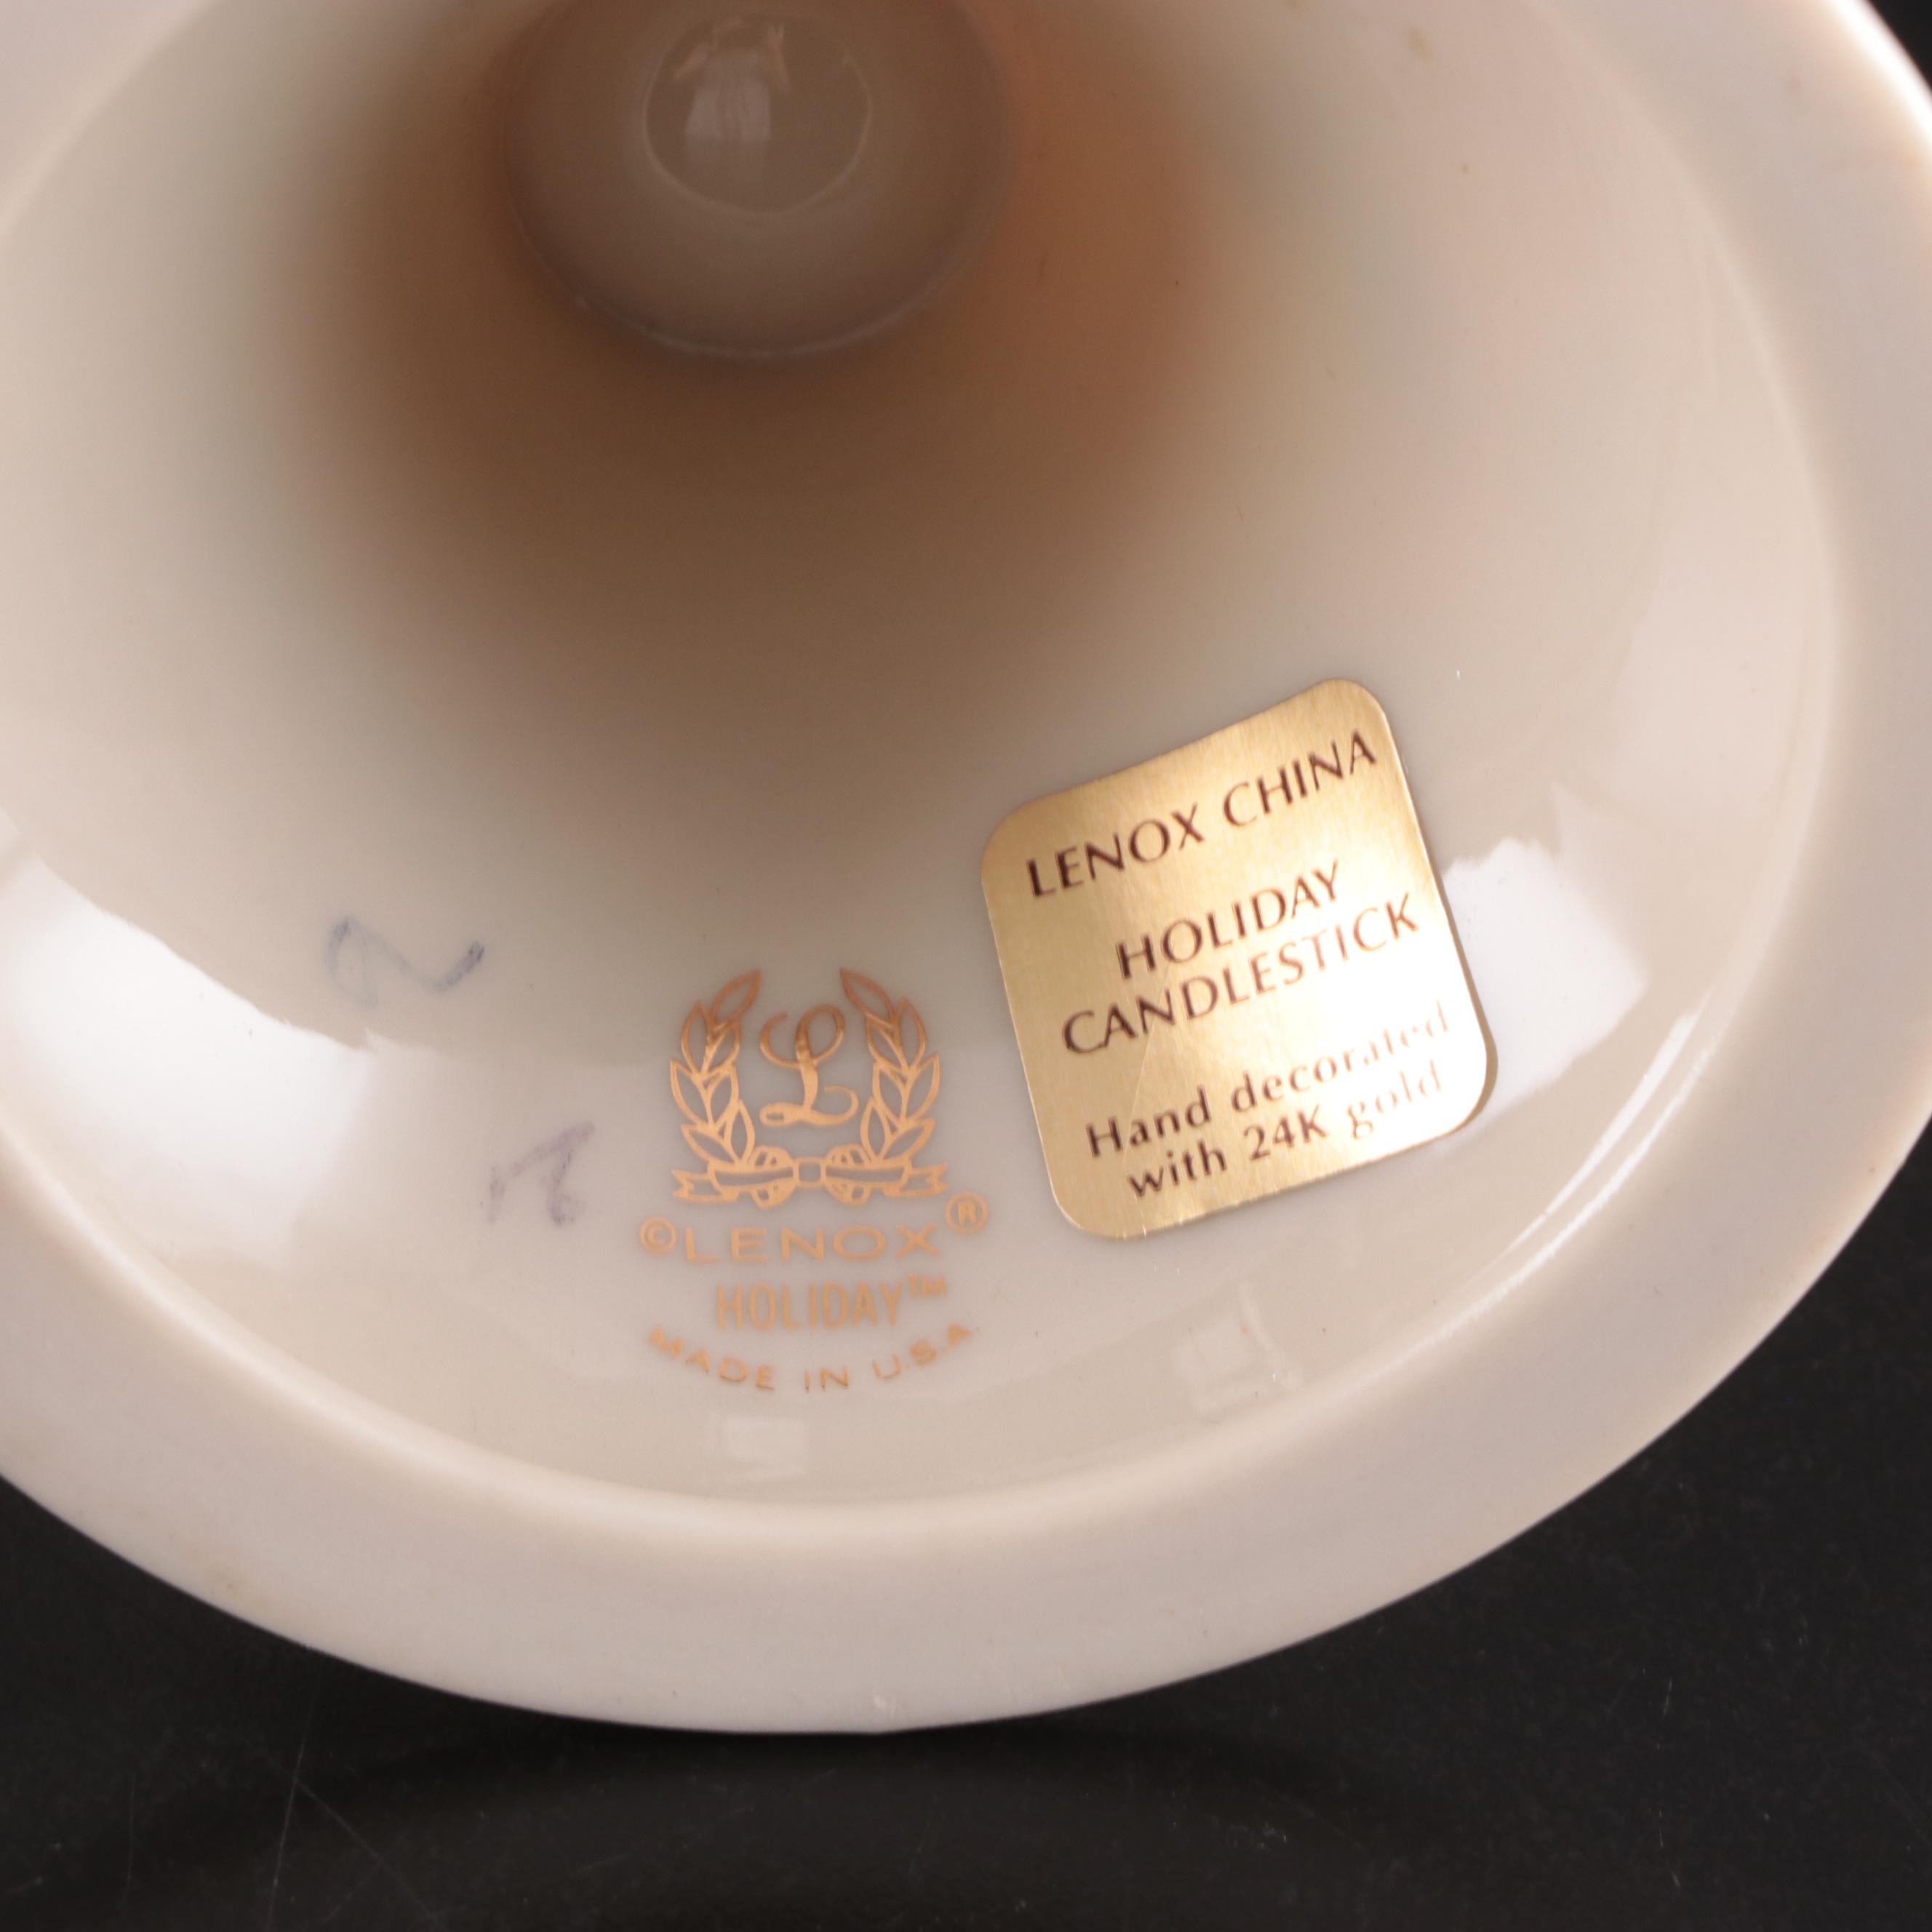 LENOX CHINA
HOLIDAY
CANDLESTICK
Hand decorated
with 24K gold
L
©LENOX®
HOLIDAY™
MADE IN U.S.A.